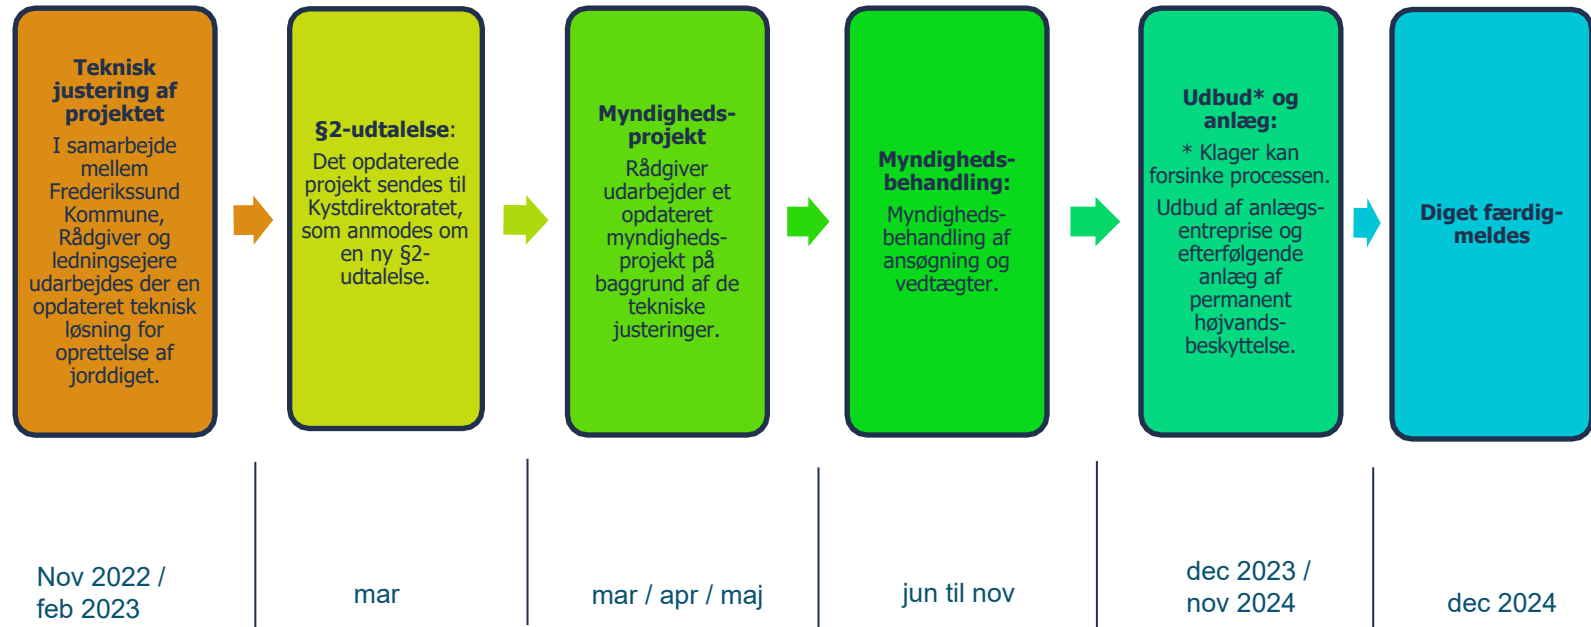 Teknisk
justering af
projektet
I samarbejde
mellem
Frederikssund
Kommune,
Rådgiver og
ledningsejere
udarbejdes der en
opdateret teknisk
løsning for
oprettelse af
jorddiget.
§2-udtalelse:
Det opdaterede
projekt sendes til
Kystdirektoratet,
som anmodes om
en ny §2-
udtalelse.
Myndigheds-
projekt
Rådgiver
udarbejder et
opdateret
myndigheds-
projekt på
baggrund af de
tekniske
justeringer.
Myndigheds-
behandling:
Myndigheds-
behandling af
ansøgning og
vedtægter.
Udbud* og
anlæg:
* Klager kan
forsinke processen.
Udbud af anlægs-
entreprise og
efterfølgende
anlæg af
permanent
højvands-
beskyttelse.
Diget færdig-
meldes
Nov 2022 /
feb 2023
mar
mar / apr / maj
jun til nov
dec 2023 /
nov 2024
dec 2024